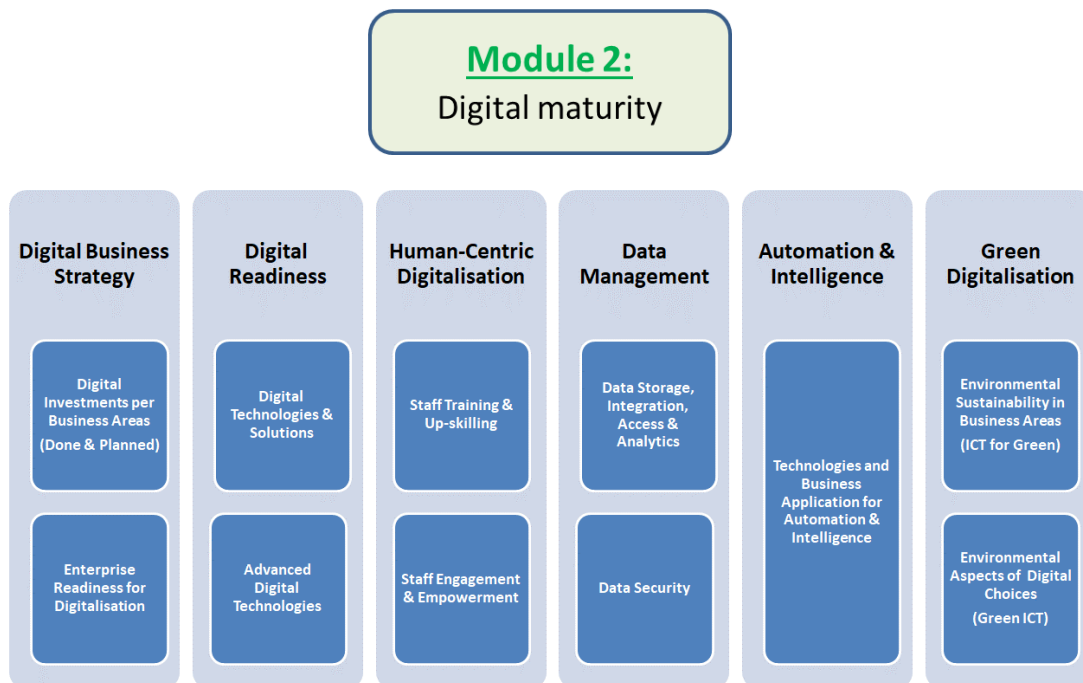 Module 2:
Digital maturity
Digital Business
Strategy
Digital
Investments per
Business Areas
(Done & Planned)
Enterprise
Readiness for
Digitalisation
Digital
Readiness
Digital
Technologies &
Solutions
Advanced
Digital
Technologies
Human-Centric
Digitalisation
Staff Training &
Up-skilling
Staff Engagement
& Empowerment
Data
Management
Data Storage,
Integration,
Access &
Analytics
Data Security
Automation &
Intelligence
Technologies and
Business
Application for
Automation &
Intelligence
Green
Digitalisation
Environmental
Sustainability in
Business Areas
(ICT for Green)
Environmental
Aspects of Digital
Choices
(Green ICT)